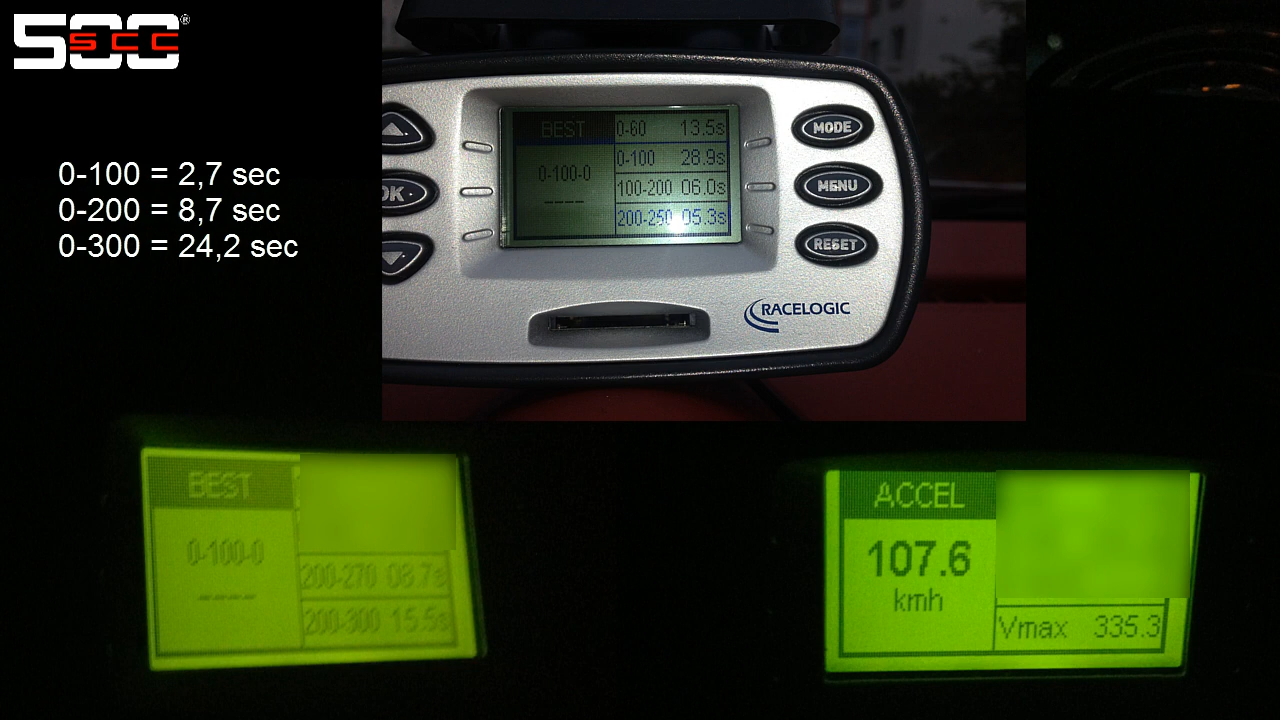 500
SCC®
0-100 = 2,7 sec
0-200 = 8,7 sec
0-300 = 24,2 sec
BEST
0-100-0
----
0-60 13.5s
0-100 28.9s
100-200 06.0s
200-250 05.3s
OK
MODE
MENU
RESET
RACELOGIC
BEST
0-100-0
----
200-270 08.7s
200-300 15.5s
ACCEL
107.6
kmh
Vmax 335.3